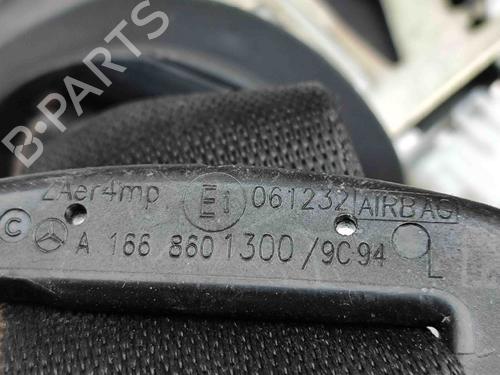 B-PARTS
ZAer4mp E1 061232 AIRBAG
© A 166 860 1300/9C94 L